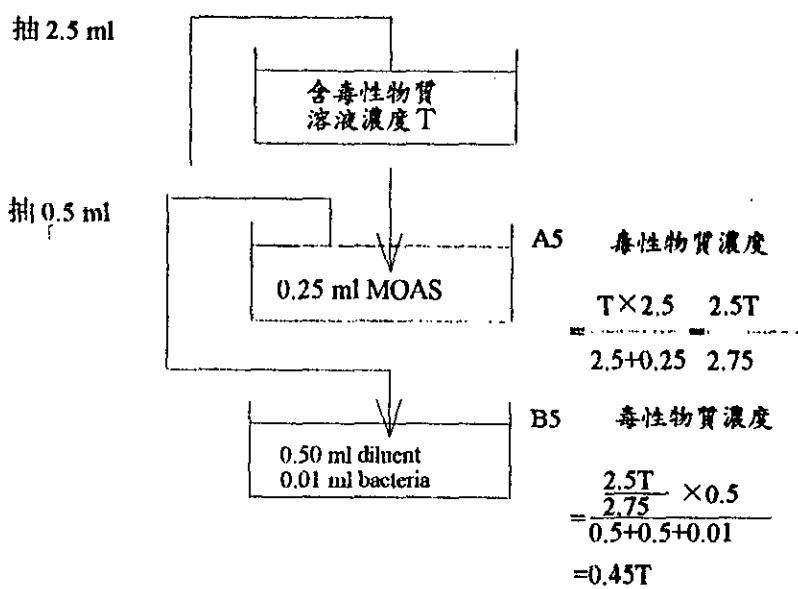 抽 2.5 ml
含毒性物質
溶液濃度 T
抽 0.5 ml
A5 毒性物質濃度
0.25 ml MOAS
= T×2.5 = 2.5T
2.5+0.25 2.75
B5 毒性物質濃度
0.50 ml diluent
0.01 ml bacteria
2.5T
2.75 ×0.5
=
0.5+0.5+0.01
=0.45T